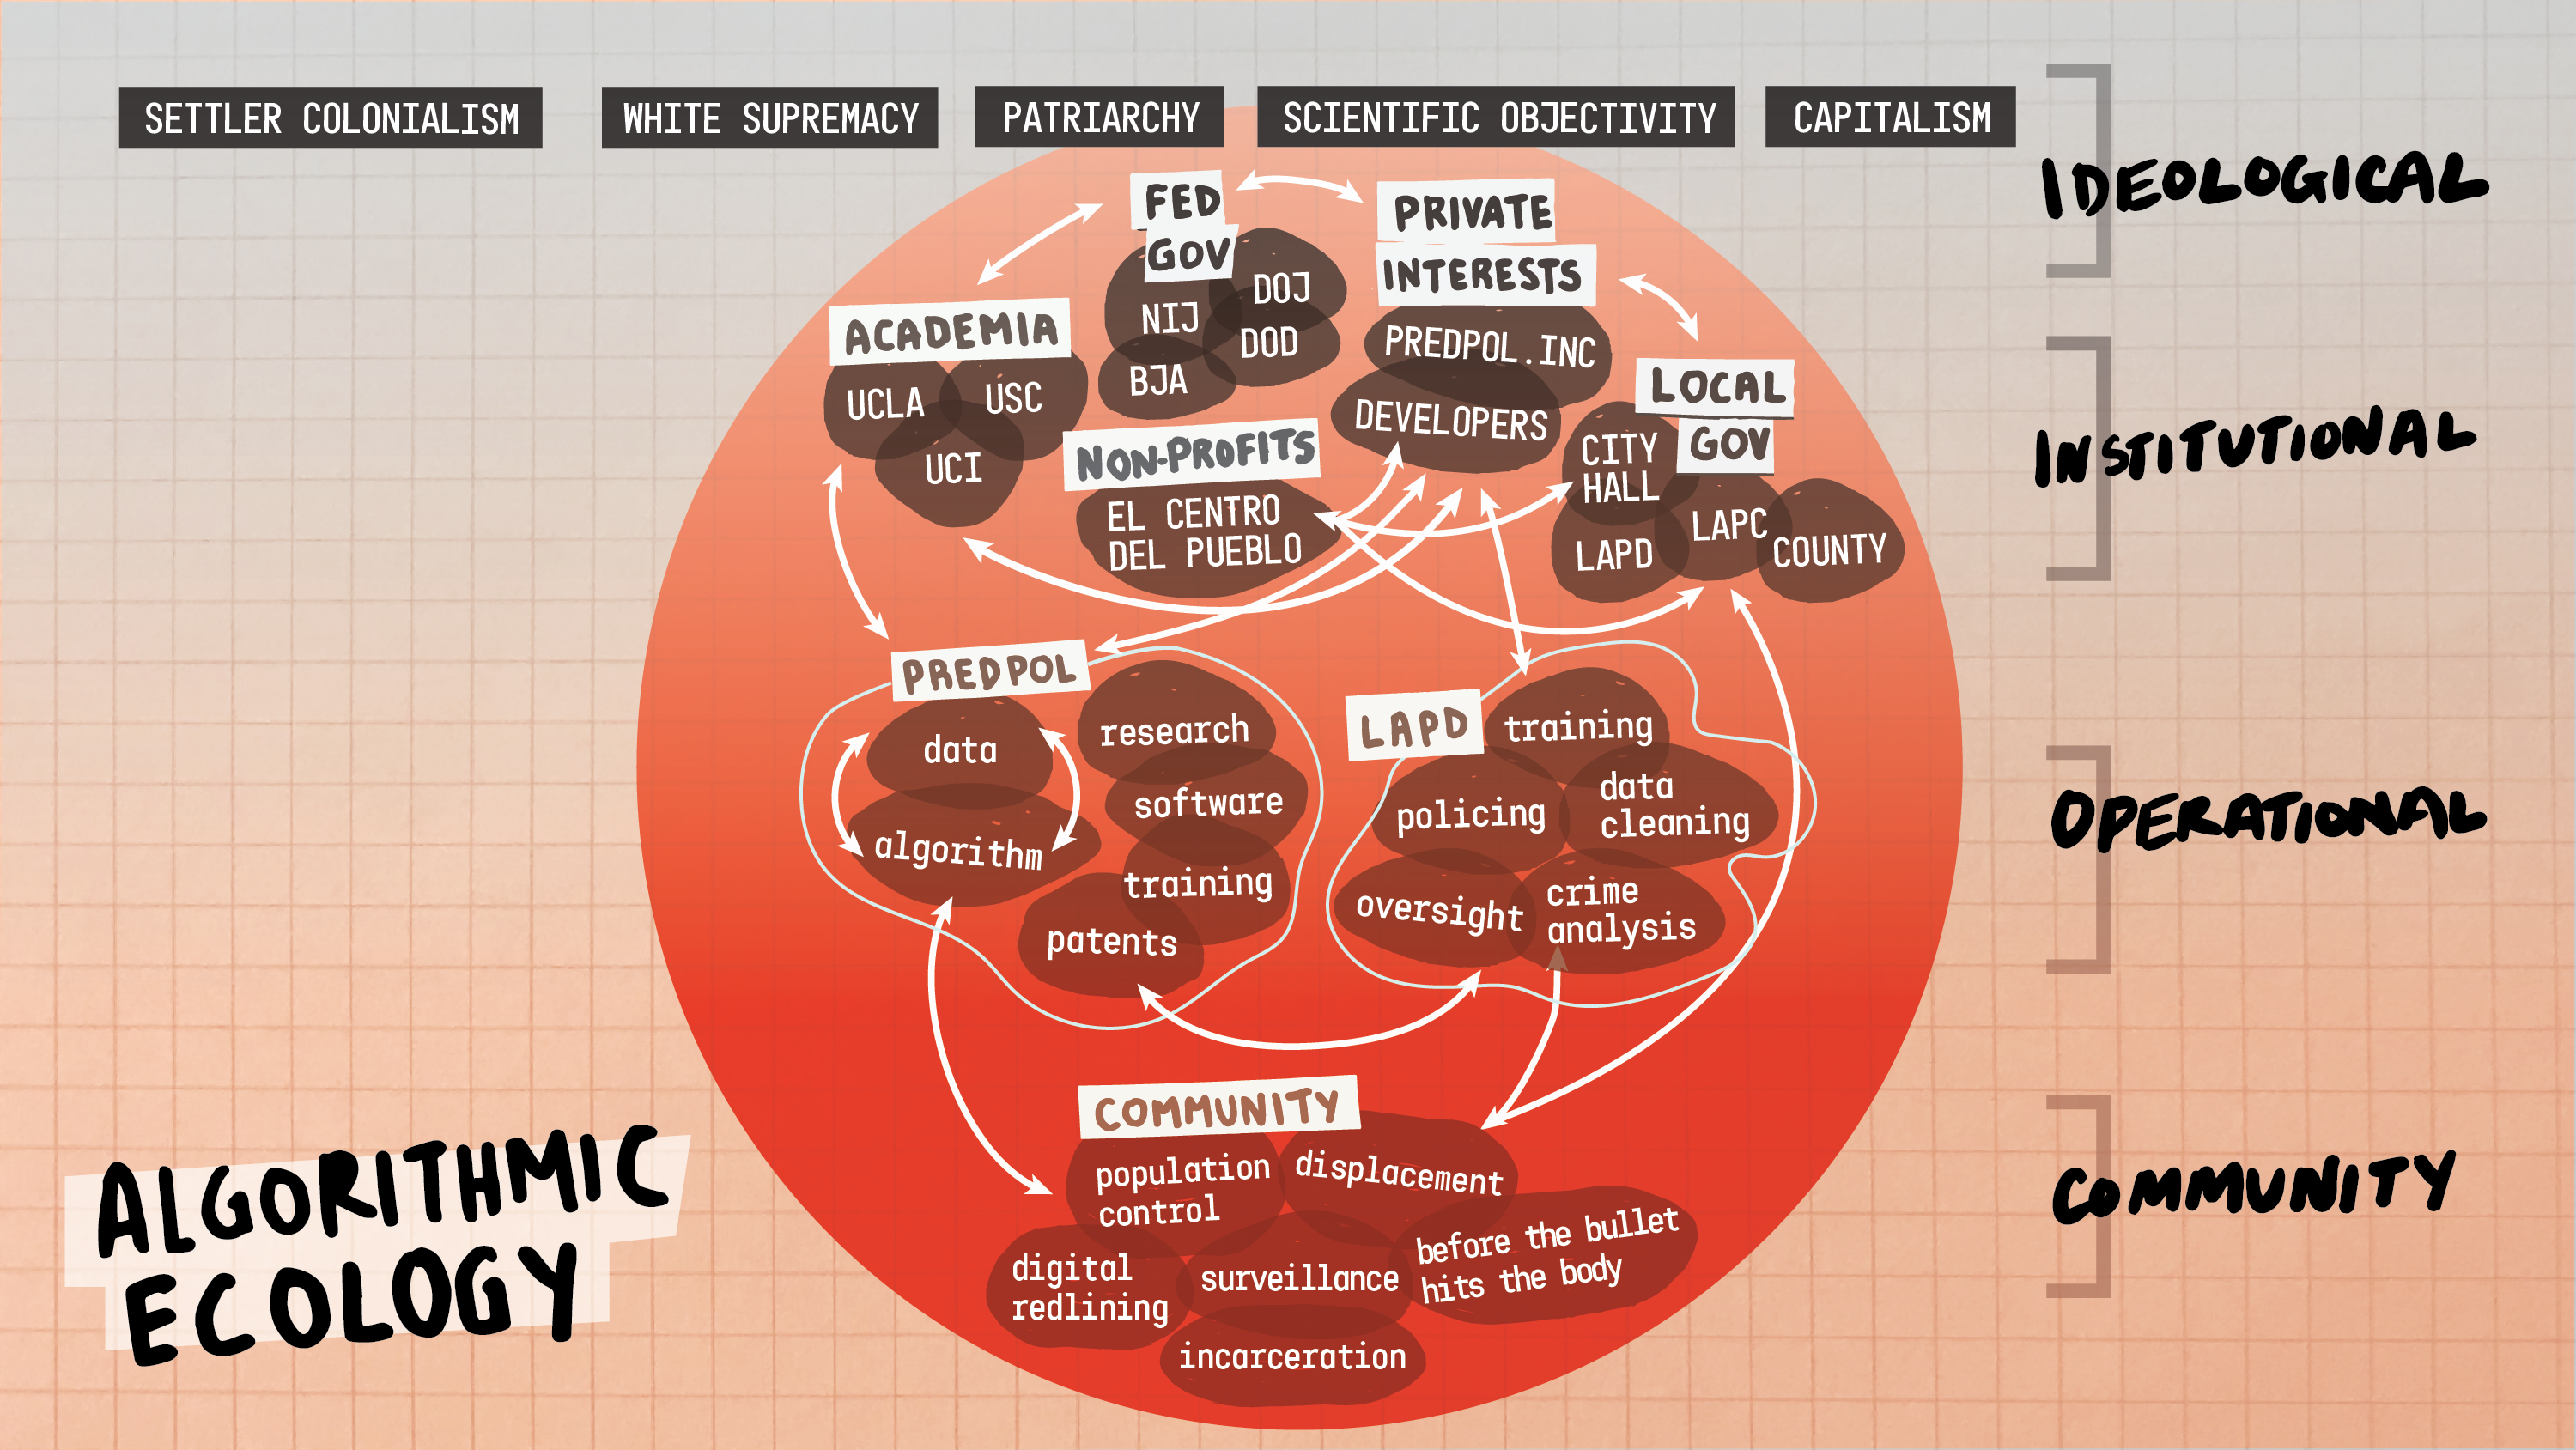 SETTLER COLONIALISM
WHITE SUPREMACY
PATRIARCHY
SCIENTIFIC OBJECTIVITY
CAPITALISM
IDEOLOGICAL
FED
GOV
NIJ
DOJ
DOD
BJA
PRIVATE
INTERESTS
PREDPOL.INC
DEVELOPERS
ACADEMIA
UCLA
USC
UCI
NON-PROFITS
EL CENTRO
DEL PUEBLO
LOCAL
GOV
CITY
HALL
LAPD
LAPC
COUNTY
INSTITUTIONAL
PREDPOL
data
algorithm
research
software
training
patents
LAPD
training
policing
data
cleaning
oversight
crime
analysis
OPERATIONAL
COMMUNITY
population
control
displacement
digital
redlining
surveillance
before the bullet
hits the body
incarceration
COMMUNITY
ALGORITHMIC
ECOLOGY